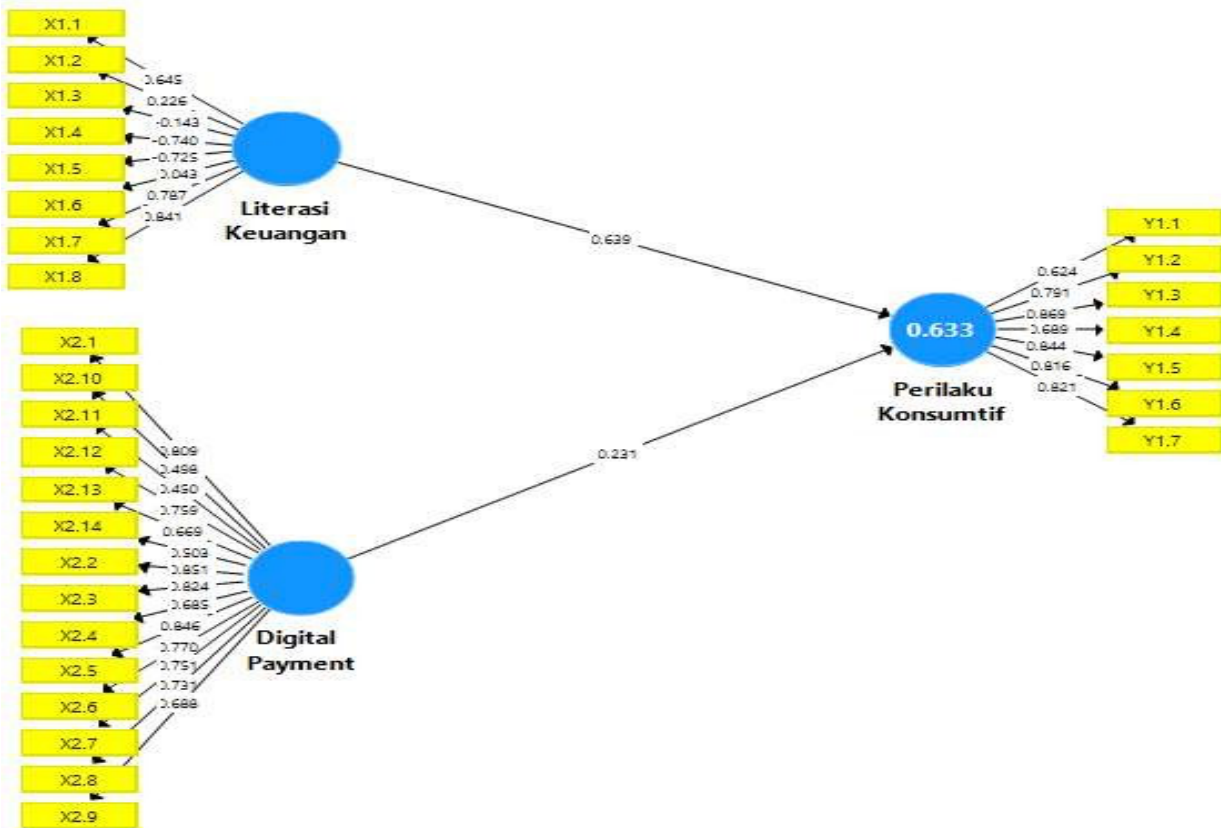 X1.1
X1.2
X1.3
X1.4
X1.5
X1.6
X1.7
X1.8
0.645
0.226
-0.143
-0.740
-0.725
0.043
0.787
0.841
Literasi
Keuangan
0.639
X2.1
X2.10
X2.11
X2.12
X2.13
X2.14
X2.2
X2.3
X2.4
X2.5
X2.6
X2.7
X2.8
X2.9
0.809
0.498
0.450
0.759
0.669
0.503
0.851
0.824
0.685
0.846
0.770
0.751
0.731
0.688
Digital
Payment
0.231
0.633
Perilaku
Konsumtif
0.624
0.791
0.869
0.689
0.844
0.816
0.821
Y1.1
Y1.2
Y1.3
Y1.4
Y1.5
Y1.6
Y1.7